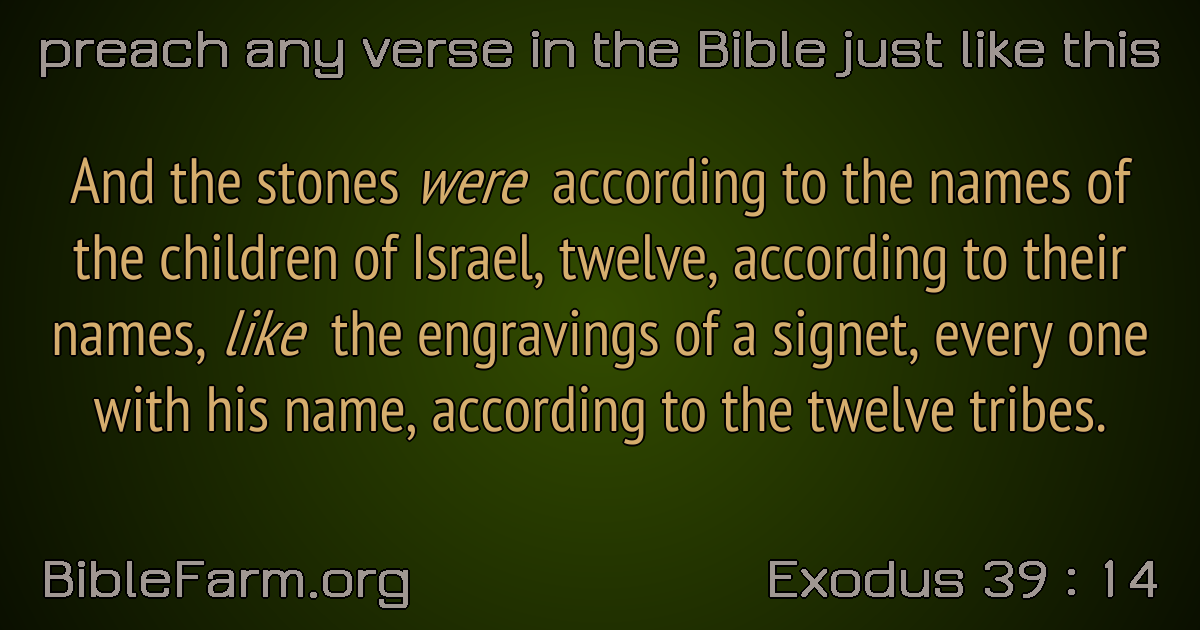 preach any verse in the Bible just like this
And the stones were according to the names of
the children of Israel, twelve, according to their
names, like the engravings of a signet, every one
with his name, according to the twelve tribes.
BibleFarm.org
Exodus 39 : 14